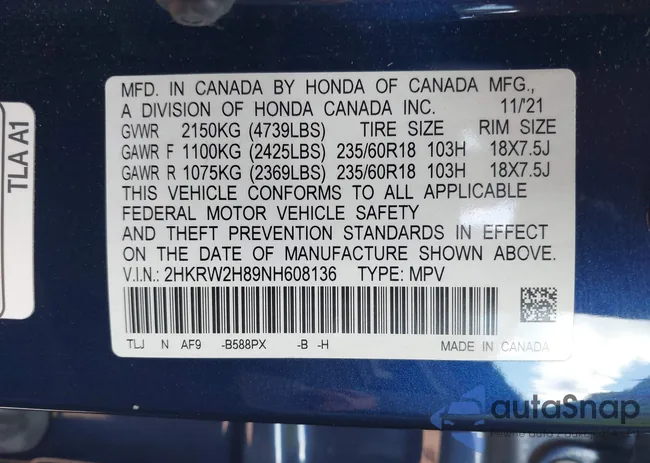 MFD. IN CANADA BY HONDA OF CANADA MFG.,
A DIVISION OF HONDA CANADA INC. 11/21
GVWR 2150KG (4739LBS) TIRE SIZE RIM SIZE
GAWR F 1100KG (2425LBS) 235/60R18 103H 18X7.5J
GAWR R 1075KG (2369LBS) 235/60R18 103H 18X7.5J
THIS VEHICLE CONFORMS TO ALL APPLICABLE
FEDERAL MOTOR VEHICLE SAFETY
AND THEFT PREVENTION STANDARDS IN EFFECT
ON THE DATE OF MANUFACTURE SHOWN ABOVE.
V.I.N.: 2HKRW2H89NH608136 TYPE: MPV
TLJ N AF9 -B588PX -B -H MADE IN CANADA
TLA A1
autoSnap